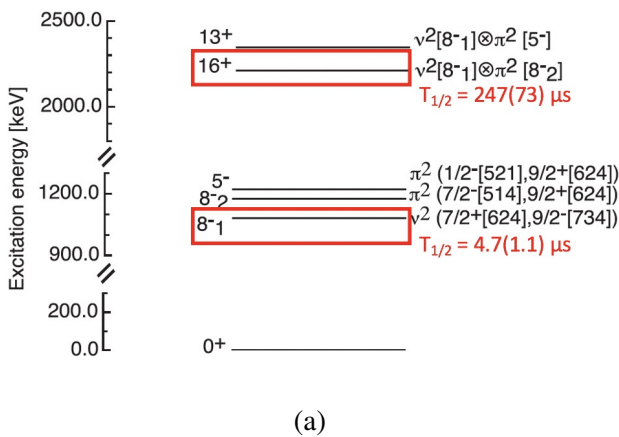 2500.0
2000.0
1200.0
900.0
200.0
0.0
Excitation energy [keV]
13+ ν2[8-1]⊗π2 [5-]
16+ ν2[8-1]⊗π2 [8-2]
T1/2 = 247(73) μs
5- π2 (1/2-[521],9/2+[624])
8-2 π2 (7/2-[514],9/2+[624])
8-1 ν2 (7/2+[624],9/2-[734])
T1/2 = 4.7(1.1) μs
0+
(a)